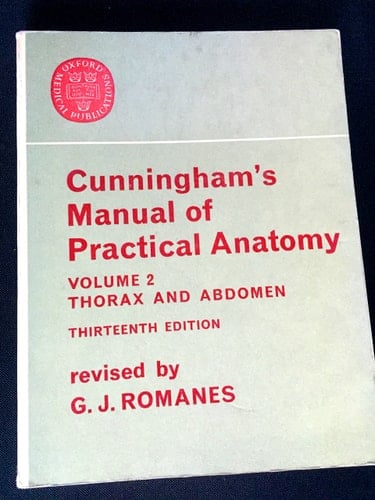 OXFORD
MEDICAL PUBLICATIONS
Cunningham's
Manual of
Practical Anatomy
VOLUME 2
THORAX AND ABDOMEN
THIRTEENTH EDITION
revised by
G. J. ROMANES